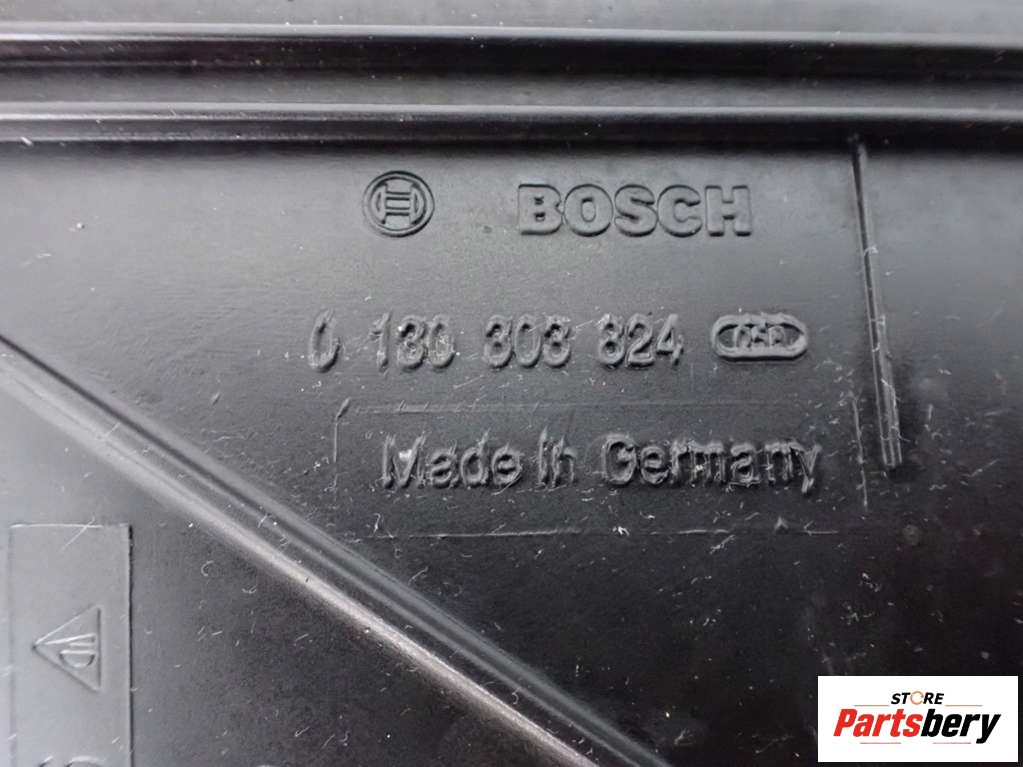 BOSCH
0 130 303 824
Made In Germany
STORE
Partsbery